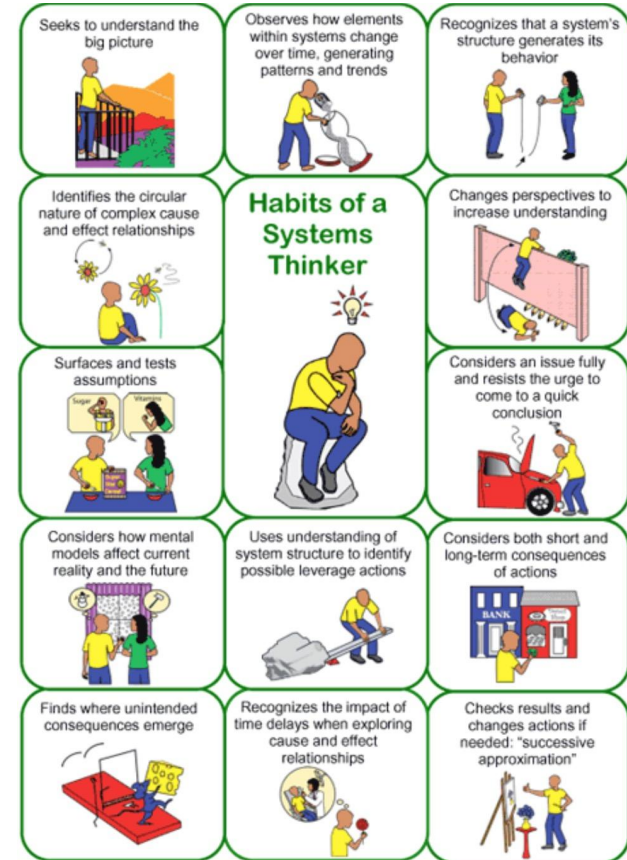 Seeks to understand the
big picture
Observes how elements
within systems change
over time, generating
patterns and trends
Recognizes that a system's
structure generates its
behavior
Identifies the circular
nature of complex cause
and effect relationships
Habits of a
Systems
Thinker
Changes perspectives to
increase understanding
Surfaces and tests
assumptions
Sugar
Vitamins
Considers an issue fully
and resists the urge to
come to a quick
conclusion
Considers how mental
models affect current
reality and the future
Uses understanding of
system structure to identify
possible leverage actions
Considers both short and
long-term consequences
of actions
BANK
Finds where unintended
consequences emerge
Recognizes the impact of
time delays when exploring
cause and effect
relationships
Checks results and
changes actions if
needed: “successive
approximation”